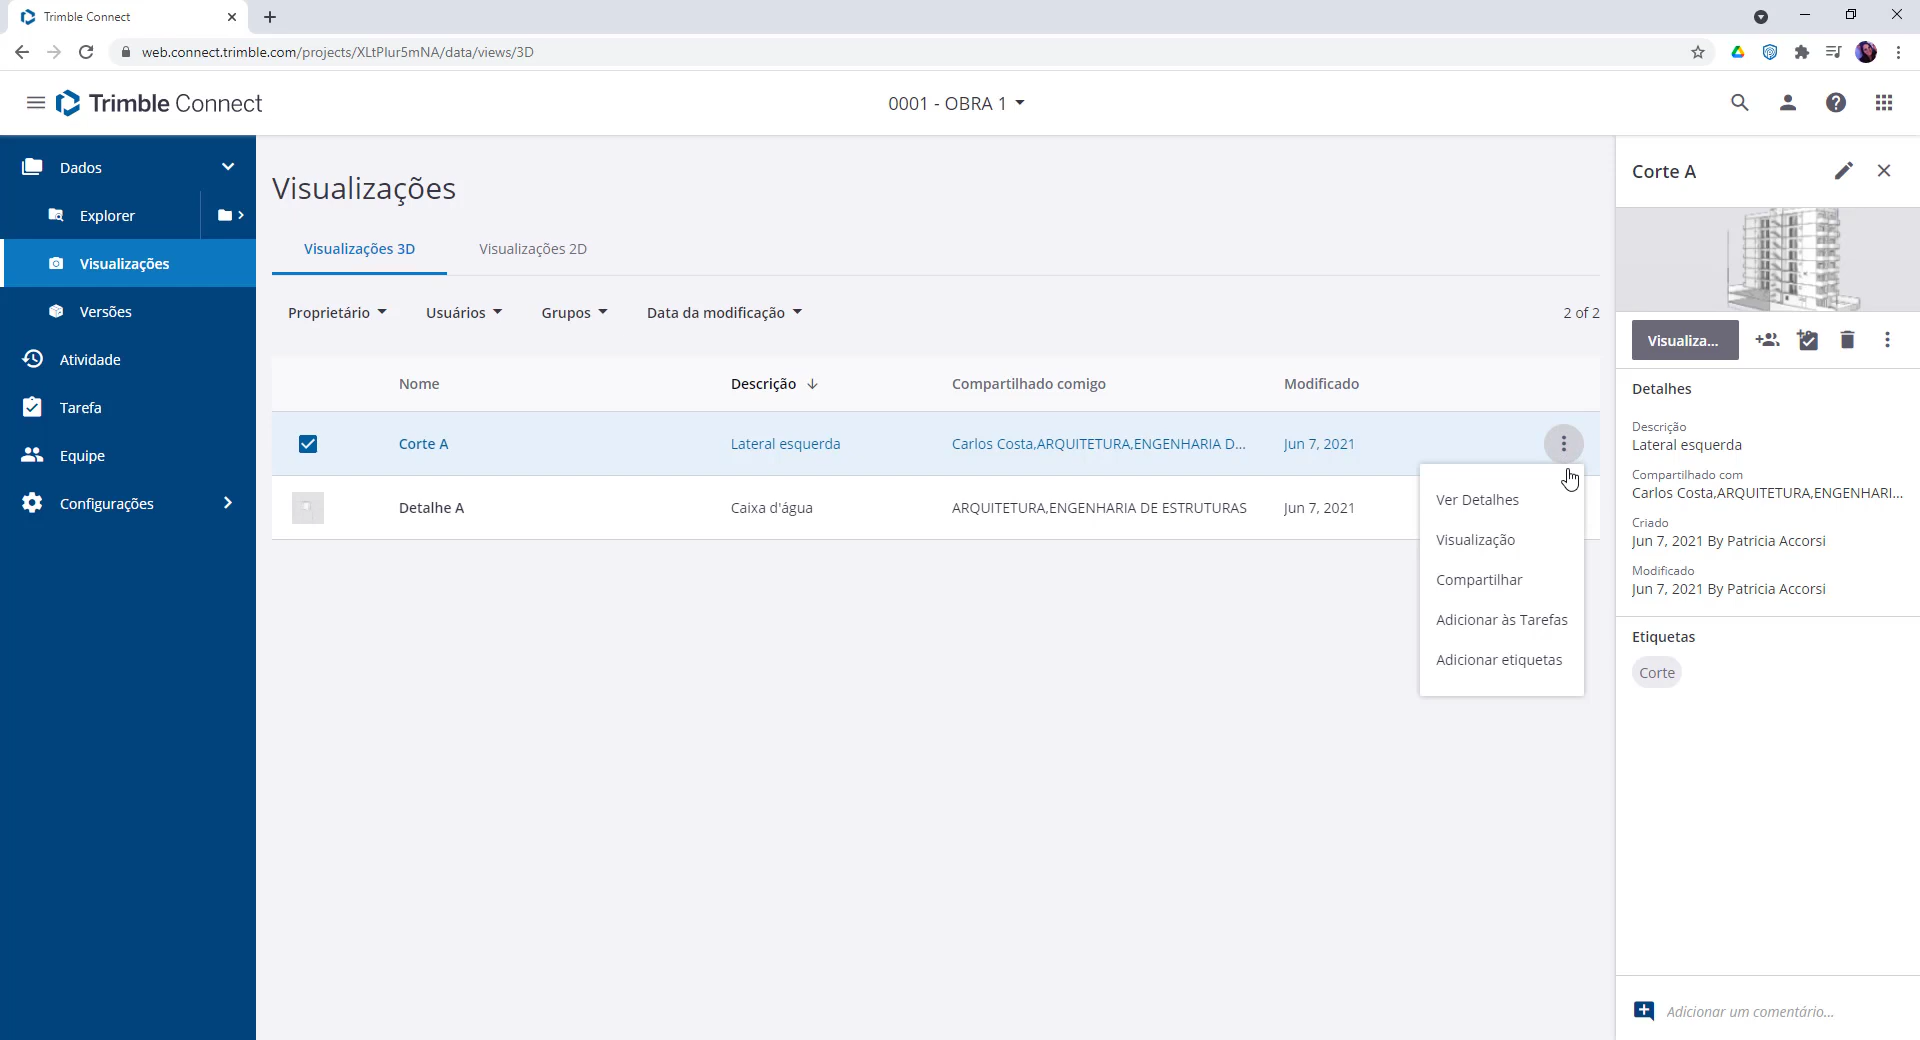 Trimble Connect
web.connect.trimble.com/projects/XLtPIur5mNA/data/views/3D
Trimble Connect
0001 - OBRA 1
Dados
Explorer
Visualizações
Versões
Atividade
Tarefa
Equipe
Configurações
Visualizações
Visualizações 3D
Visualizações 2D
Proprietário
Usuários
Grupos
Data da modificação
2 of 2
Nome
Descrição
Compartilhado comigo
Modificado
Corte A
Lateral esquerda
Carlos Costa,ARQUITETURA,ENGENHARIA D...
Jun 7, 2021
Detalhe A
Caixa d'água
ARQUITETURA,ENGENHARIA DE ESTRUTURAS
Jun 7, 2021
Ver Detalhes
Visualização
Compartilhar
Adicionar às Tarefas
Adicionar etiquetas
Corte A
Visualiza...
Detalhes
Descrição
Lateral esquerda
Compartilhado com
Carlos Costa,ARQUITETURA,ENGENHARI...
Criado
Jun 7, 2021 By Patricia Accorsi
Modificado
Jun 7, 2021 By Patricia Accorsi
Etiquetas
Corte
Adicionar um comentário...